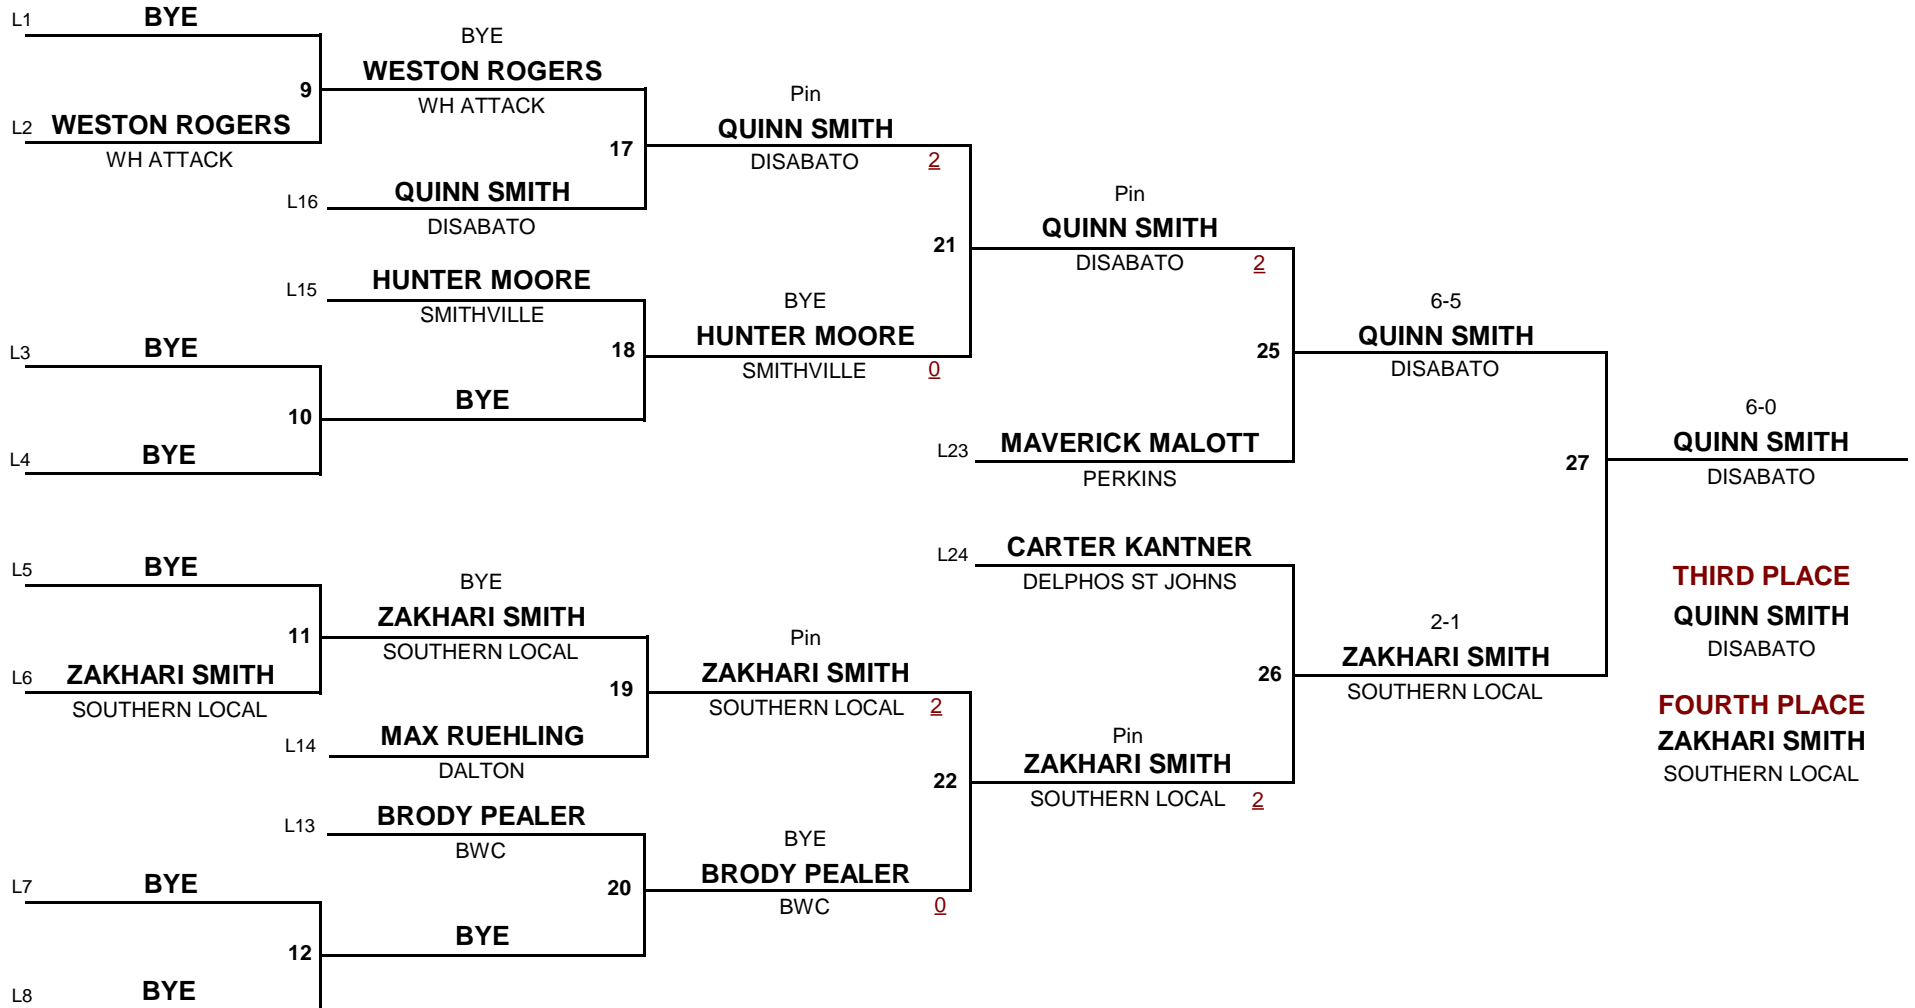 L1 BYE
9
L2 WESTON ROGERS
WH ATTACK
BYE
WESTON ROGERS
WH ATTACK
17
L16 QUINN SMITH
DISABATO
Pin
QUINN SMITH
DISABATO 2
21
L15 HUNTER MOORE
SMITHVILLE
18
BYE
HUNTER MOORE
SMITHVILLE 0
L3 BYE
10
BYE
L4 BYE
Pin
QUINN SMITH
DISABATO 2
25
L23 MAVERICK MALOTT
PERKINS
6-5
QUINN SMITH
DISABATO
27
6-0
QUINN SMITH
DISABATO
L5 BYE
11
L6 ZAKHARI SMITH
SOUTHERN LOCAL
BYE
ZAKHARI SMITH
SOUTHERN LOCAL
19
L14 MAX RUEHLING
DALTON
Pin
ZAKHARI SMITH
SOUTHERN LOCAL 2
22
L13 BRODY PEALER
BWC
20
BYE
BRODY PEALER
BWC 0
L7 BYE
12
BYE
L8 BYE
L24 CARTER KANTNER
DELPHOS ST JOHNS
26
Pin
ZAKHARI SMITH
SOUTHERN LOCAL 2
2-1
ZAKHARI SMITH
SOUTHERN LOCAL
THIRD PLACE
QUINN SMITH
DISABATO
FOURTH PLACE
ZAKHARI SMITH
SOUTHERN LOCAL